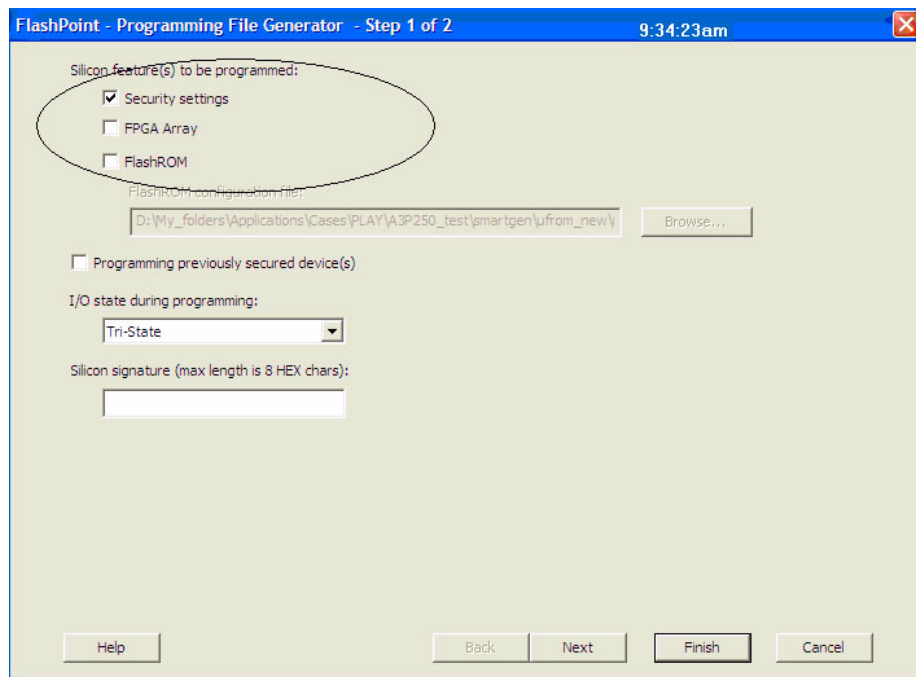 FlashPoint - Programming File Generator - Step 1 of 2 9:34:23am
Silicon feature(s) to be programmed:
Security settings
FPGA Array
FlashROM
FlashROM configuration file:
D:\My_folders\Applications\Cases\PLAY\A3P250_test\smartgen\ufrom_new\ Browse...
Programming previously secured device(s)
I/O state during programming:
Tri-State
Silicon signature (max length is 8 HEX chars):
Help Back Next Finish Cancel